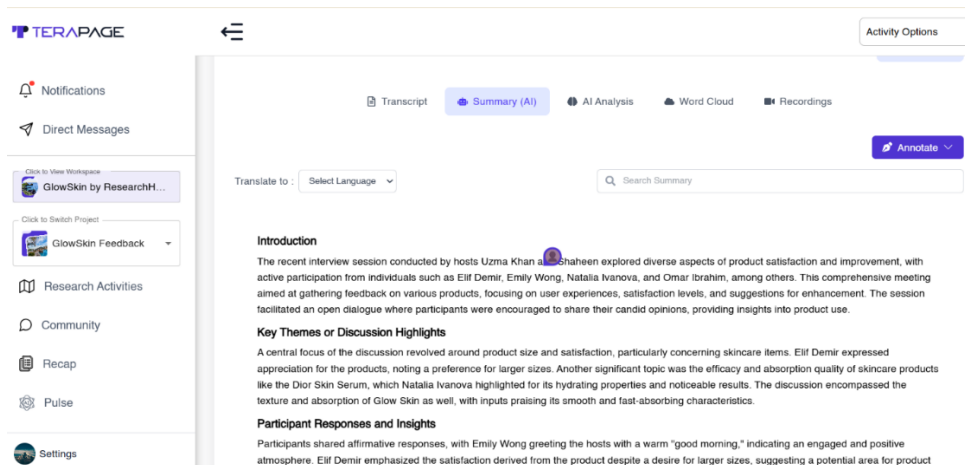 TERAPAGE
Activity Options
Notifications
Direct Messages
Click to View Workspace
GlowSkin by ResearchH...
Click to Switch Project
GlowSkin Feedback
Research Activities
Community
Recap
Pulse
Settings
Transcript
Summary (AI)
AI Analysis
Word Cloud
Recordings
Annotate
Translate to :
Select Language
Search Summary
Introduction
The recent interview session conducted by hosts Uzma Khan a Shaheen explored diverse aspects of product satisfaction and improvement, with
active participation from individuals such as Elif Demir, Emily Wong, Natalia Ivanova, and Omar Ibrahim, among others. This comprehensive meeting
aimed at gathering feedback on various products, focusing on user experiences, satisfaction levels, and suggestions for enhancement. The session
facilitated an open dialogue where participants were encouraged to share their candid opinions, providing insights into product use.
Key Themes or Discussion Highlights
A central focus of the discussion revolved around product size and satisfaction, particularly concerning skincare items. Elif Demir expressed
appreciation for the products, noting a preference for larger sizes. Another significant topic was the efficacy and absorption quality of skincare products
like the Dior Skin Serum, which Natalia Ivanova highlighted for its hydrating properties and noticeable results. The discussion encompassed the
texture and absorption of Glow Skin as well, with inputs praising its smooth and fast-absorbing characteristics.
Participant Responses and Insights
Participants shared affirmative responses, with Emily Wong greeting the hosts with a warm "good morning," indicating an engaged and positive
atmosphere. Elif Demir emphasized the satisfaction derived from the product despite a desire for larger sizes, suggesting a potential area for product